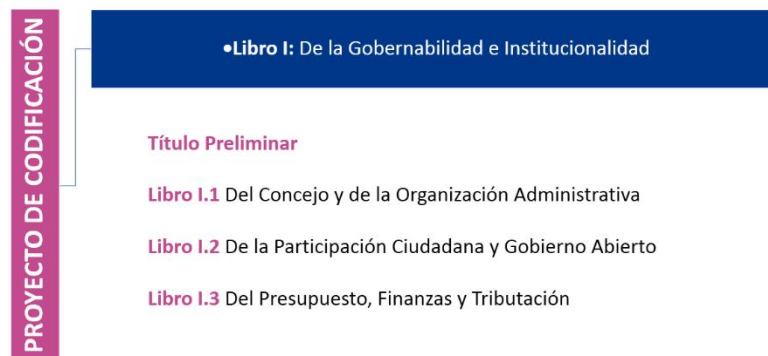 PROYECTO DE CODIFICACIÓN
•Libro I: De la Gobernabilidad e Institucionalidad
Título Preliminar
Libro I.1 Del Concejo y de la Organización Administrativa
Libro I.2 De la Participación Ciudadana y Gobierno Abierto
Libro I.3 Del Presupuesto, Finanzas y Tributación